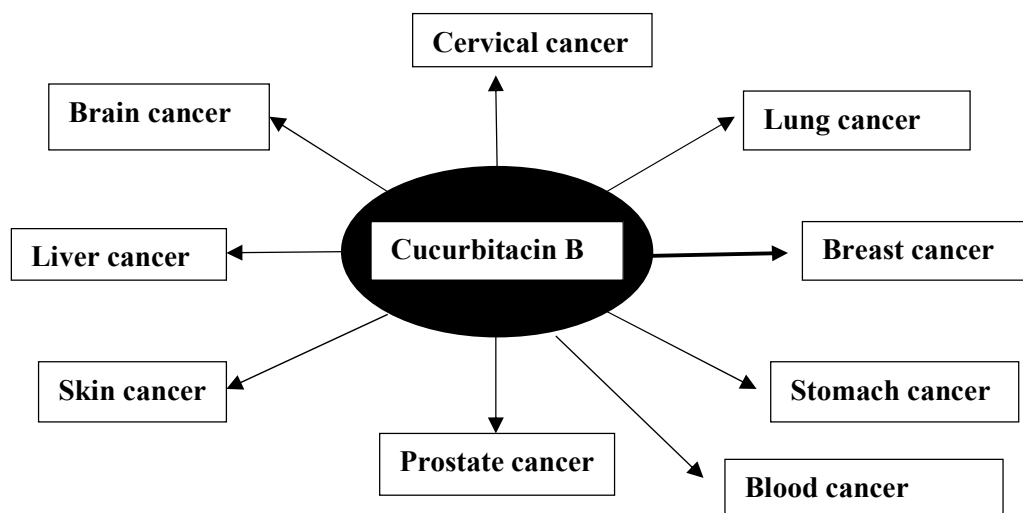 Cervical cancer
Brain cancer
Lung cancer
Liver cancer
Cucurbitacin B
Breast cancer
Skin cancer
Stomach cancer
Prostate cancer
Blood cancer